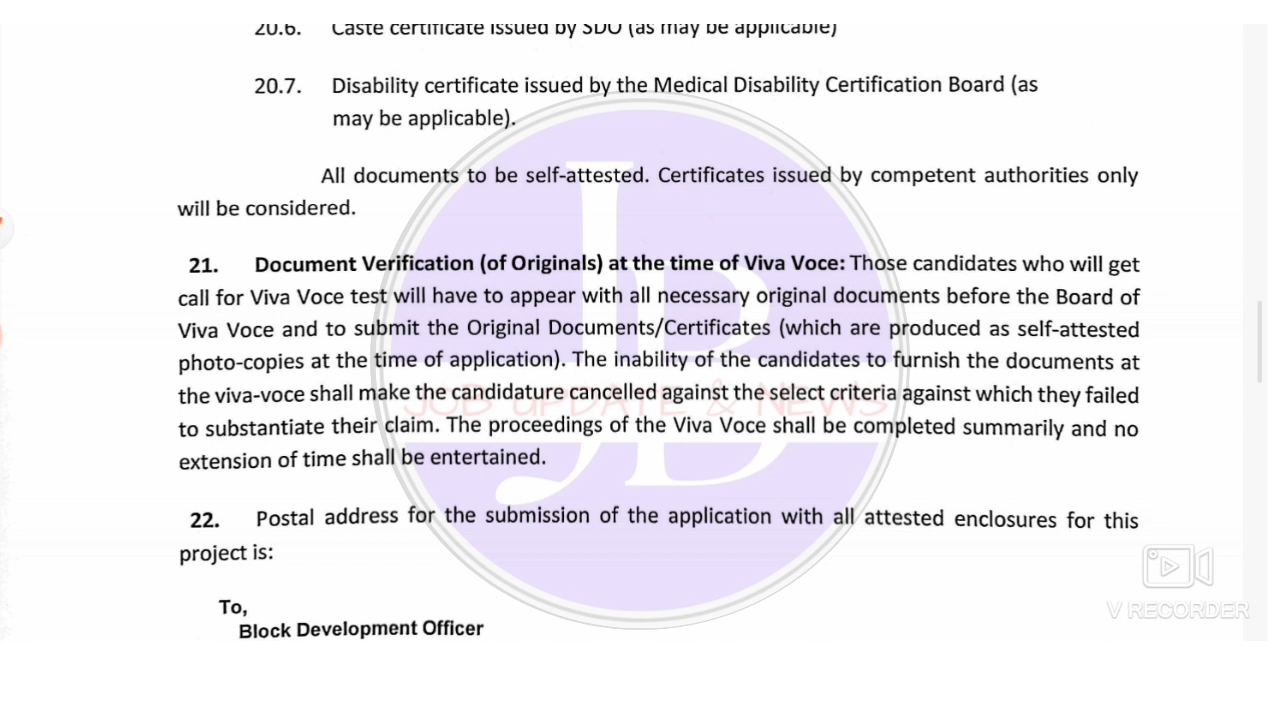 20.6. Caste certificate issued by SDO (as may be applicable)
20.7. Disability certificate issued by the Medical Disability Certification Board (as
may be applicable).
All documents to be self-attested. Certificates issued by competent authorities only
will be considered.
21. Document Verification (of Originals) at the time of Viva Voce: Those candidates who will get
call for Viva Voce test will have to appear with all necessary original documents before the Board of
Viva Voce and to submit the Original Documents/Certificates (which are produced as self-attested
photo-copies at the time of application). The inability of the candidates to furnish the documents at
the viva-voce shall make the candidature cancelled against the select criteria against which they failed
to substantiate their claim. The proceedings of the Viva Voce shall be completed summarily and no
extension of time shall be entertained.
22. Postal address for the submission of the application with all attested enclosures for this
project is:
To,
Block Development Officer
JB
JOB UPDATE & NEWS
V RECORDER